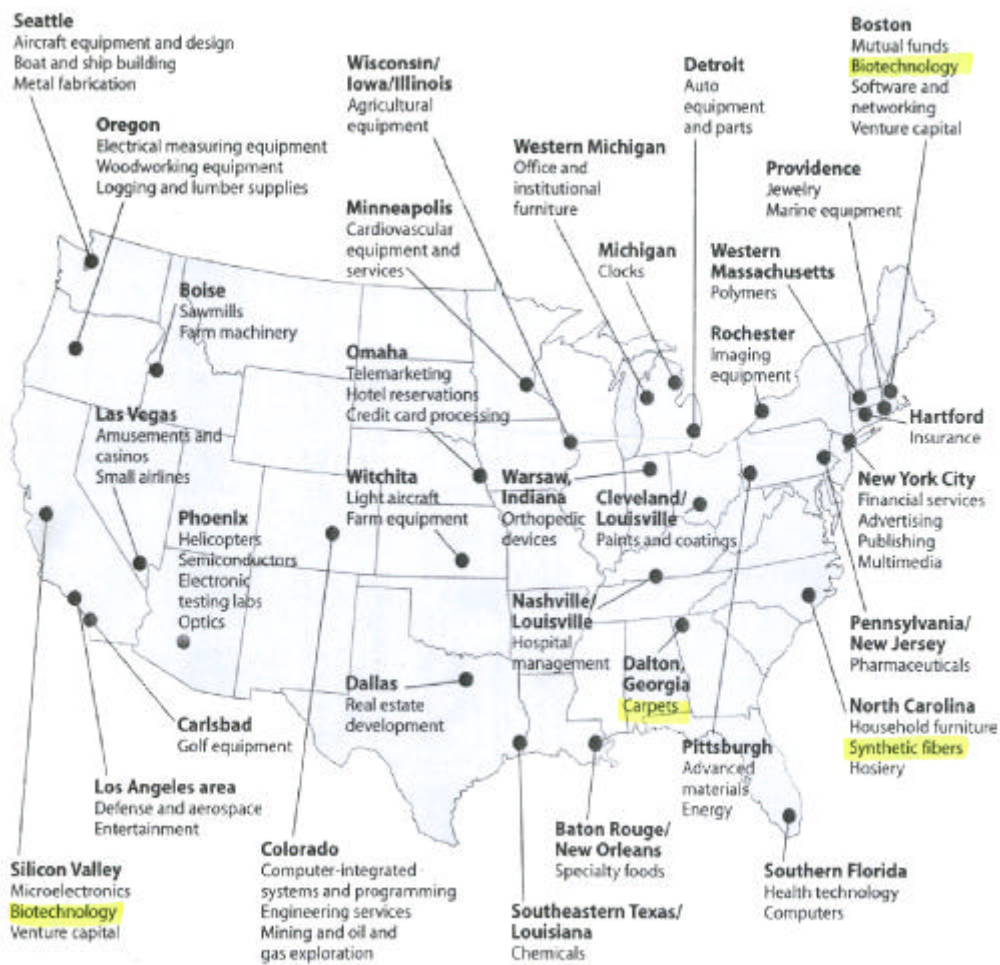 Seattle
Aircraft equipment and design
Boat and ship building
Metal fabrication
Oregon
Electrical measuring equipment
Woodworking equipment
Logging and lumber supplies
Wisconsin/
Iowa/Illinois
Agricultural
equipment
Minneapolis
Cardiovascular
equipment and
services
Western Michigan
Office and
institutional
furniture
Michigan
Clocks
Detroit
Auto
equipment
and parts
Boston
Mutual funds
Biotechnology
Software and
networking
Venture capital
Providence
Jewelry
Marine equipment
Western
Massachusetts
Polymers
Rochester
Imaging
equipment
Boise
Sawmills
Farm machinery
Omaha
Telemarketing
Hotel reservations
Credit card processing
Las Vegas
Amusements and
casinos
Small airlines
Witchita
Light aircraft
Farm equipment
Warsaw,
Indiana
Orthopedic
devices
Cleveland/
Louisville
Paints and coatings
Hartford
Insurance
New York City
Financial services
Advertising
Publishing
Multimedia
Phoenix
Helicopters
Semiconductors
Electronic
testing labs
Optics
Nashville/
Louisville
Hospital
management
Dalton,
Georgia
Carpets
Pennsylvania/
New Jersey
Pharmaceuticals
North Carolina
Household furniture
Synthetic fibers
Hosiery
Dallas
Real estate
development
Carlsbad
Golf equipment
Pittsburgh
Advanced
materials
Energy
Los Angeles area
Defense and aerospace
Entertainment
Silicon Valley
Microelectronics
Biotechnology
Venture capital
Colorado
Computer-integrated
systems and programming
Engineering services
Mining and oil and
gas exploration
Baton Rouge/
New Orleans
Specialty foods
Southeastern Texas/
Louisiana
Chemicals
Southern Florida
Health technology
Computers